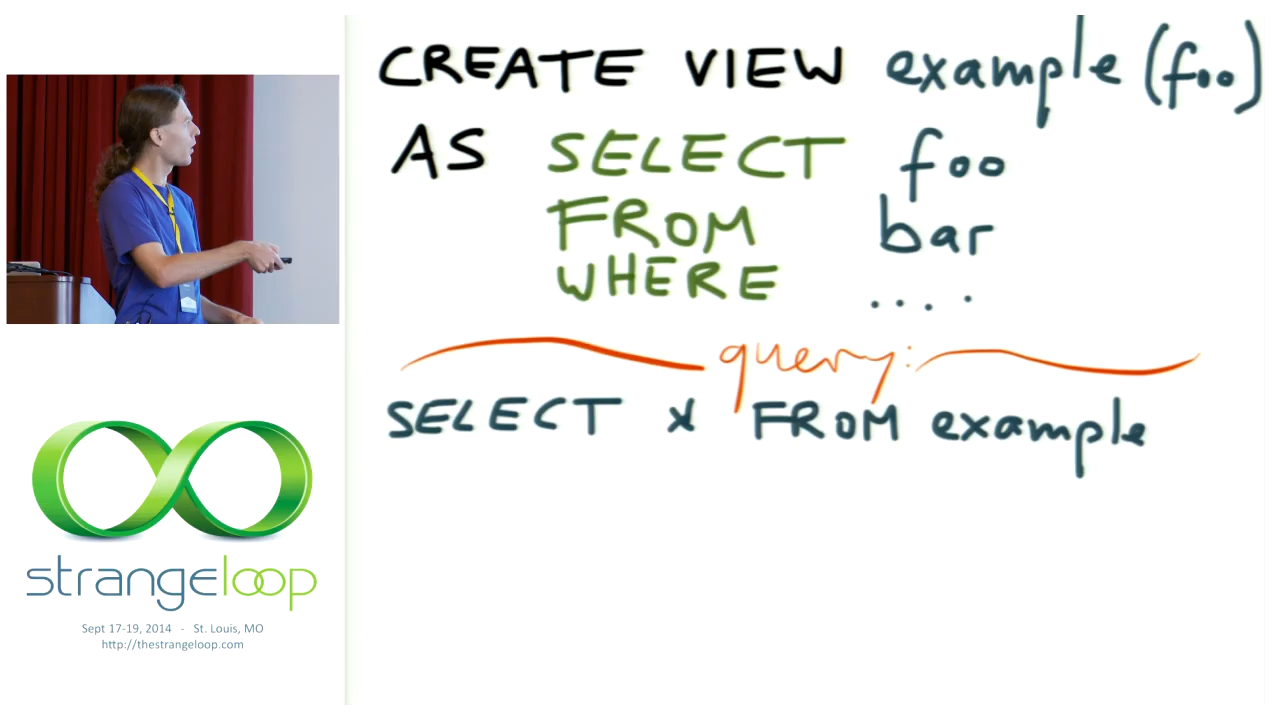 CREATE VIEW example (foo)
AS SELECT foo
FROM bar
WHERE ....
query:
SELECT * FROM example
strangeloop
Sept 17-19, 2014 - St. Louis, MO
http://thestrangeloop.com